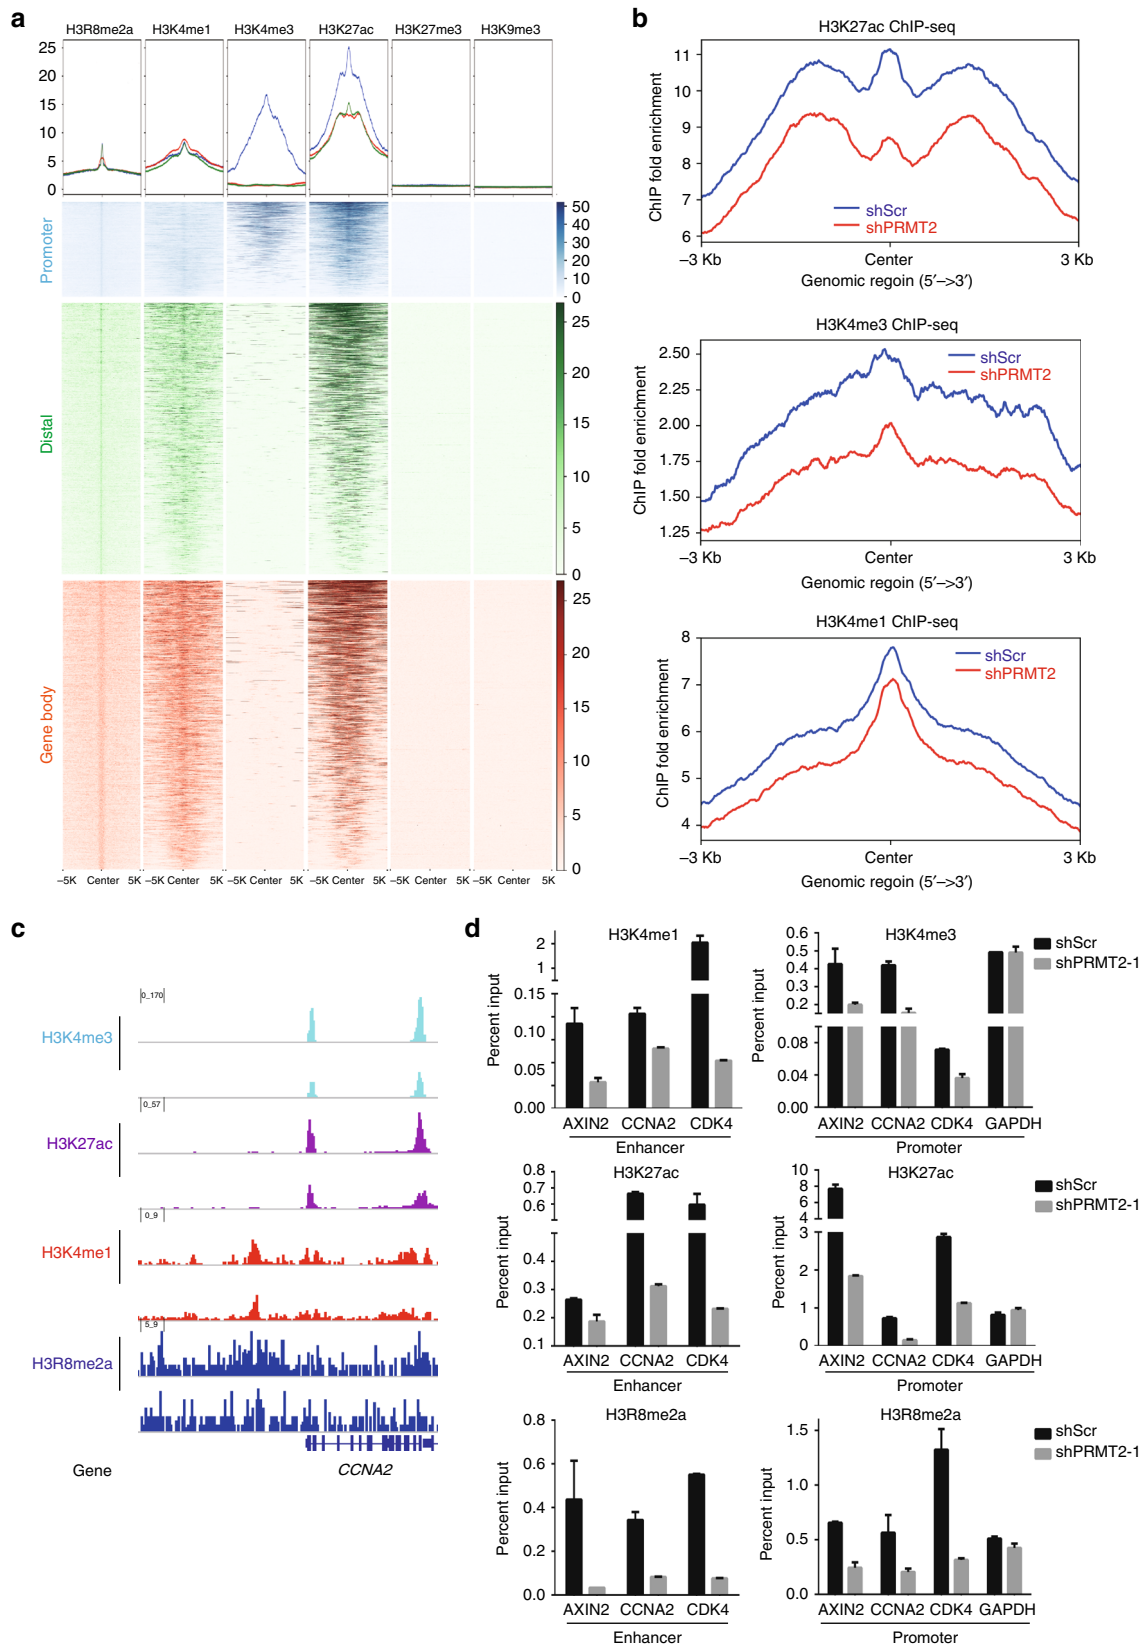 a
H3R8me2a H3K4me1 H3K4me3 H3K27ac H3K27me3 H3K9me3
25
20
15
10
5
0
Promoter
50
40
30
20
10
0
Distal
25
20
15
10
5
0
Gene body
25
20
15
10
5
0
−5K Center 5K −5K Center 5K −5K Center 5K −5K Center 5K −5K Center 5K −5K Center 5K
b
H3K27ac ChIP-seq
ChIP fold enrichment
11
10
9
8
7
6
shScr
shPRMT2
−3 Kb Center 3 Kb
Genomic regoin (5′−>3′)
H3K4me3 ChIP-seq
ChIP fold enrichment
2.50
2.25
2.00
1.75
1.50
1.25
shScr
shPRMT2
−3 Kb Center 3 Kb
Genomic regoin (5′−>3′)
H3K4me1 ChIP-seq
ChIP fold enrichment
8
7
6
5
4
shScr
shPRMT2
−3 Kb Center 3 Kb
Genomic regoin (5′−>3′)
c
0_170
H3K4me3
0_57
H3K27ac
0_9
H3K4me1
5_9
H3R8me2a
Gene CCNA2
d
H3K4me1
Percent input
2
1
0.15
0.10
0.05
0.00
AXIN2 CCNA2 CDK4
Enhancer
H3K4me3
Percent input
0.6
0.5
0.4
0.3
0.2
0.08
0.04
0.00
AXIN2 CCNA2 CDK4 GAPDH
Promoter
shScr
shPRMT2-1
H3K27ac
Percent input
0.8
0.7
0.6
0.4
0.3
0.2
0.1
AXIN2 CCNA2 CDK4
Enhancer
H3K27ac
Percent input
10
8
6
4
3
2
1
0
AXIN2 CCNA2 CDK4 GAPDH
Promoter
shScr
shPRMT2-1
H3R8me2a
Percent input
0.8
0.6
0.4
0.2
0.0
AXIN2 CCNA2 CDK4
Enhancer
H3R8me2a
Percent input
1.5
1.0
0.5
0.0
AXIN2 CCNA2 CDK4 GAPDH
Promoter
shScr
shPRMT2-1